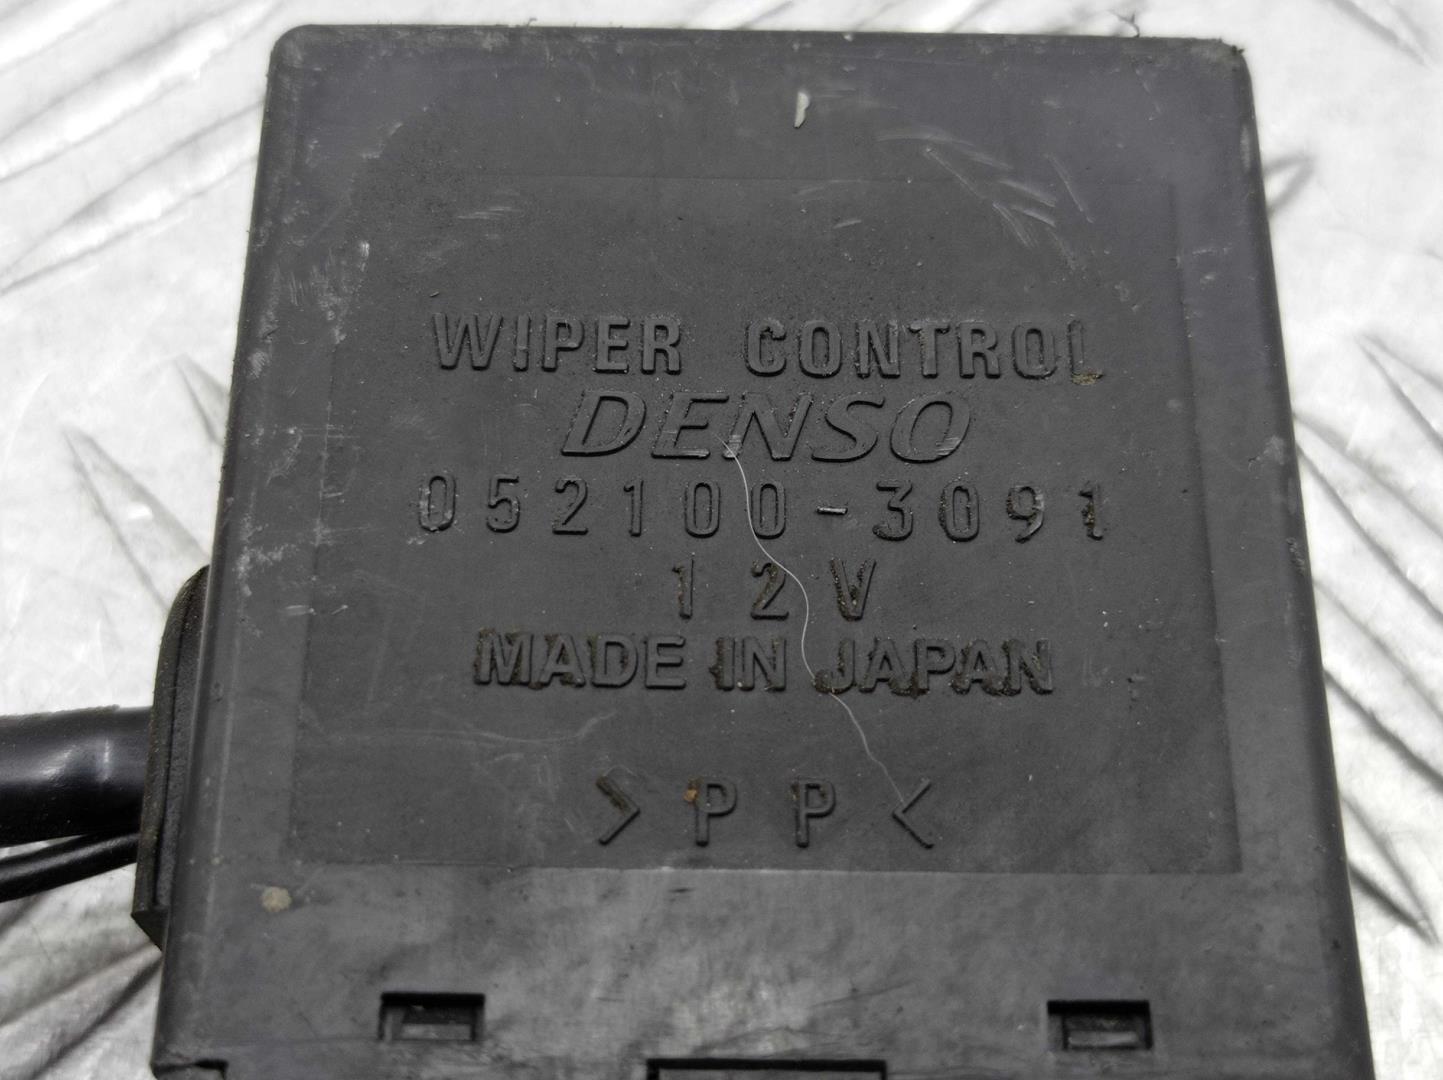 WIPER CONTROL
DENSO
052100-3091
12V
MADE IN JAPAN
>PP<